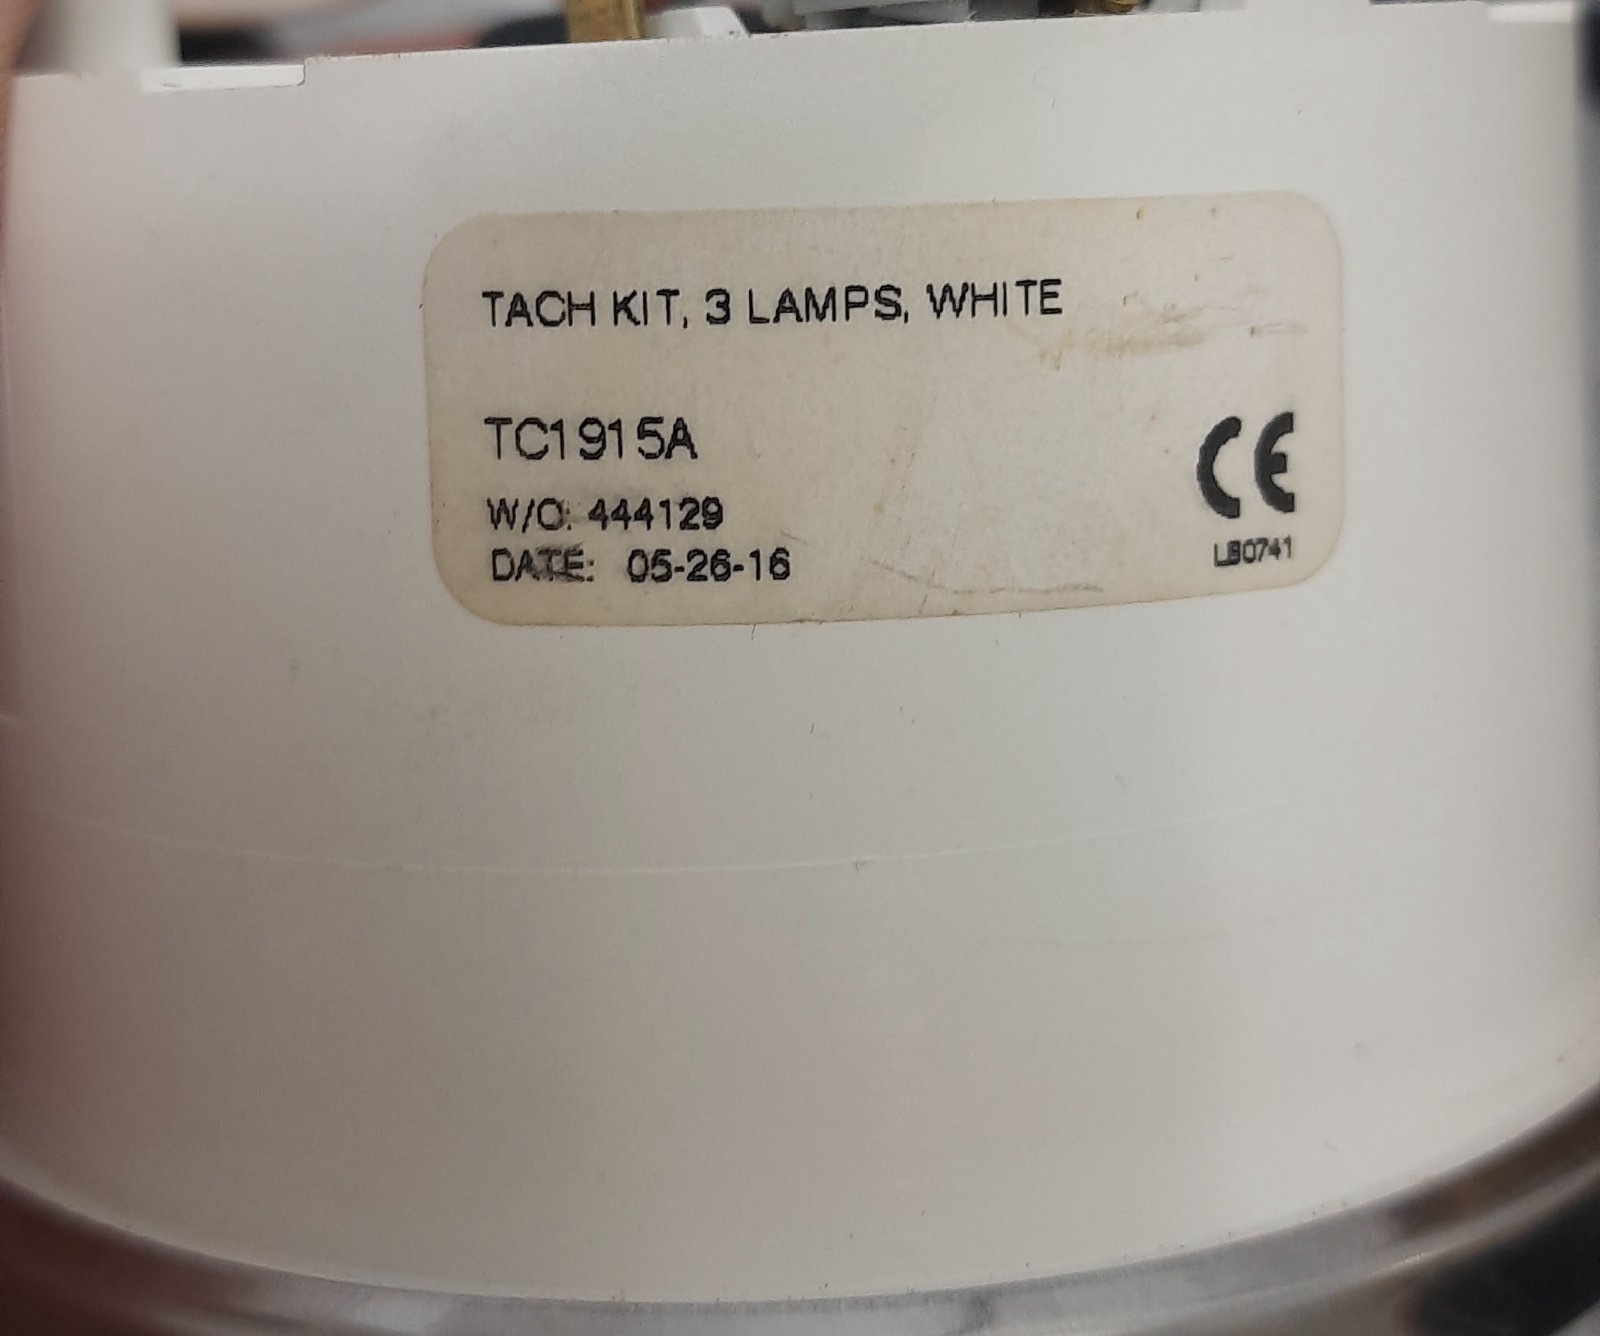 TACH KIT, 3 LAMPS, WHITE
TC1915A
W/O: 444129
DATE: 05-26-16
CE
LB0741